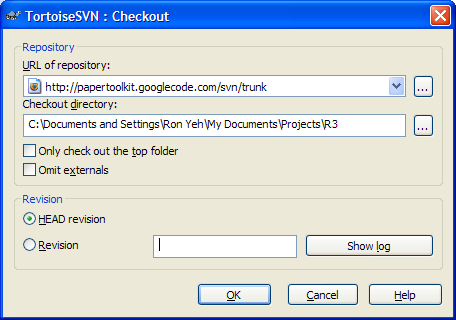 TortoiseSVN : Checkout
Repository
URL of repository:
http://papertoolkit.googlecode.com/svn/trunk
...
Checkout directory:
C:\Documents and Settings\Ron Yeh\My Documents\Projects\R3
...
Only check out the top folder
Omit externals
Revision
HEAD revision
Revision
Show log
OK
Cancel
Help